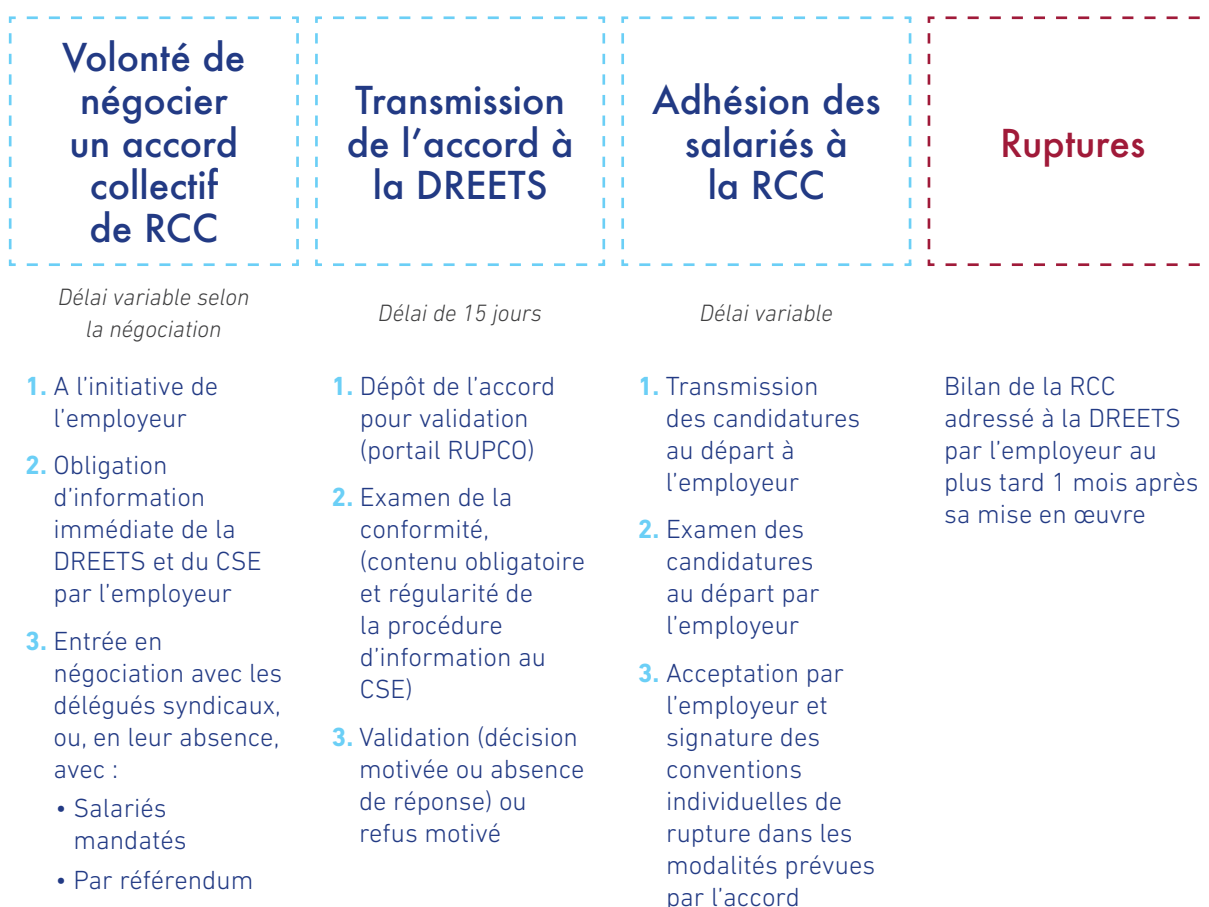 Volonté de
négocier
un accord
collectif
de RCC
Délai variable selon
la négociation
1. A l'initiative de
l'employeur
2. Obligation
d'information
immédiate de la
DREETS et du CSE
par l'employeur
3. Entrée en
négociation avec les
délégués syndicaux,
ou, en leur absence,
avec :
• Salariés
mandatés
• Par référendum
Transmission
de l'accord à
la DREETS
Délai de 15 jours
1. Dépôt de l'accord
pour validation
(portail RUPCO)
2. Examen de la
conformité,
(contenu obligatoire
et régularité de
la procédure
d'information au
CSE)
3. Validation (décision
motivée ou absence
de réponse) ou
refus motivé
Adhésion des
salariés à
la RCC
Délai variable
1. Transmission
des candidatures
au départ à
l'employeur
2. Examen des
candidatures
au départ par
l'employeur
3. Acceptation par
l'employeur et
signature des
conventions
individuelles de
rupture dans les
modalités prévues
par l'accord
Ruptures
Bilan de la RCC
adressé à la DREETS
par l'employeur au
plus tard 1 mois après
sa mise en œuvre